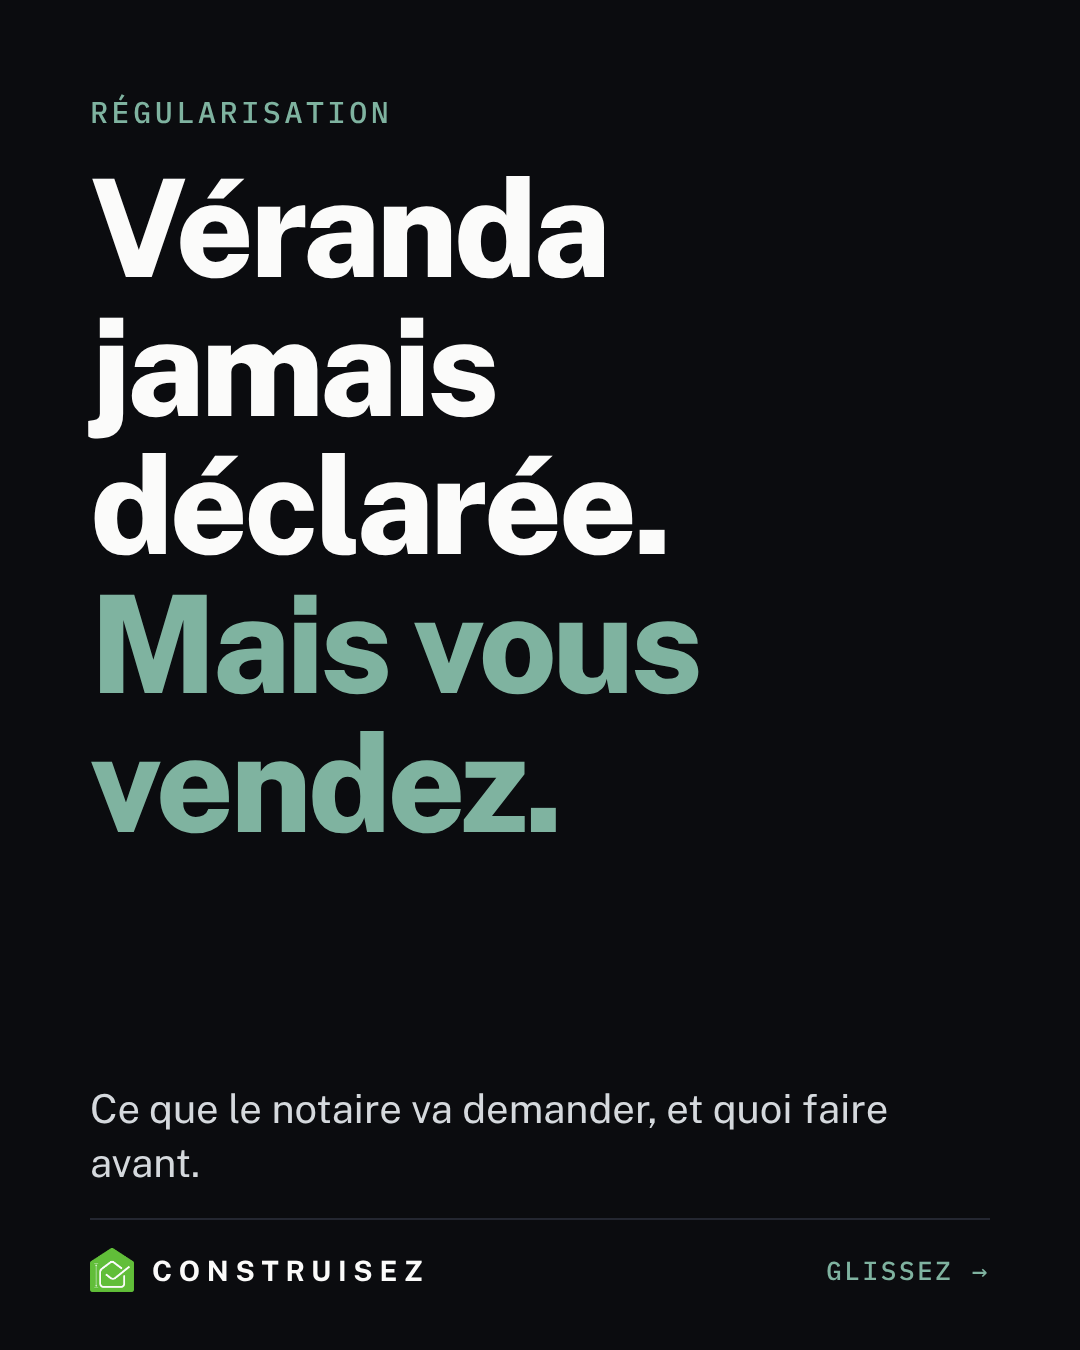 RÉGULARISATION
Véranda
jamais
déclarée.
Mais vous
vendez.
Ce que le notaire va demander, et quoi faire
avant.
CONSTRUISEZ
GLISSEZ →